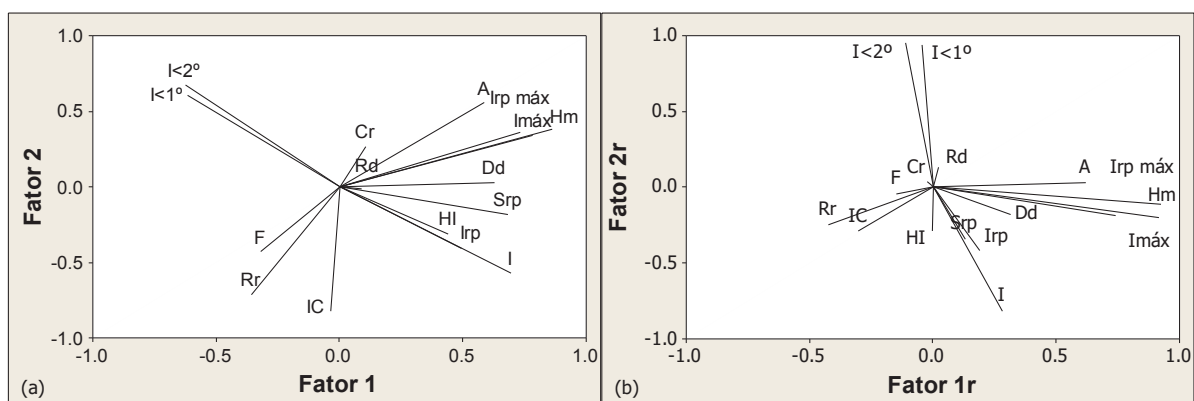 1.0
0.5
0.0
-0.5
-1.0
Fator 2
I<2º
I<1º
A
Irp máx
Imáx
Hm
Cr
Rd
Dd
Srp
HI
Irp
I
F
Rr
IC
-1.0 -0.5 0.0 0.5 1.0
(a)
Fator 1
1.0
0.5
0.0
-0.5
-1.0
Fator 2r
I<2º I<1º
Cr
Rd
F
A
Irp máx
Hm
Rr
IC
HI
Srp
Irp
Dd
Imáx
I
-1.0 -0.5 0.0 0.5 1.0
(b)
Fator 1r